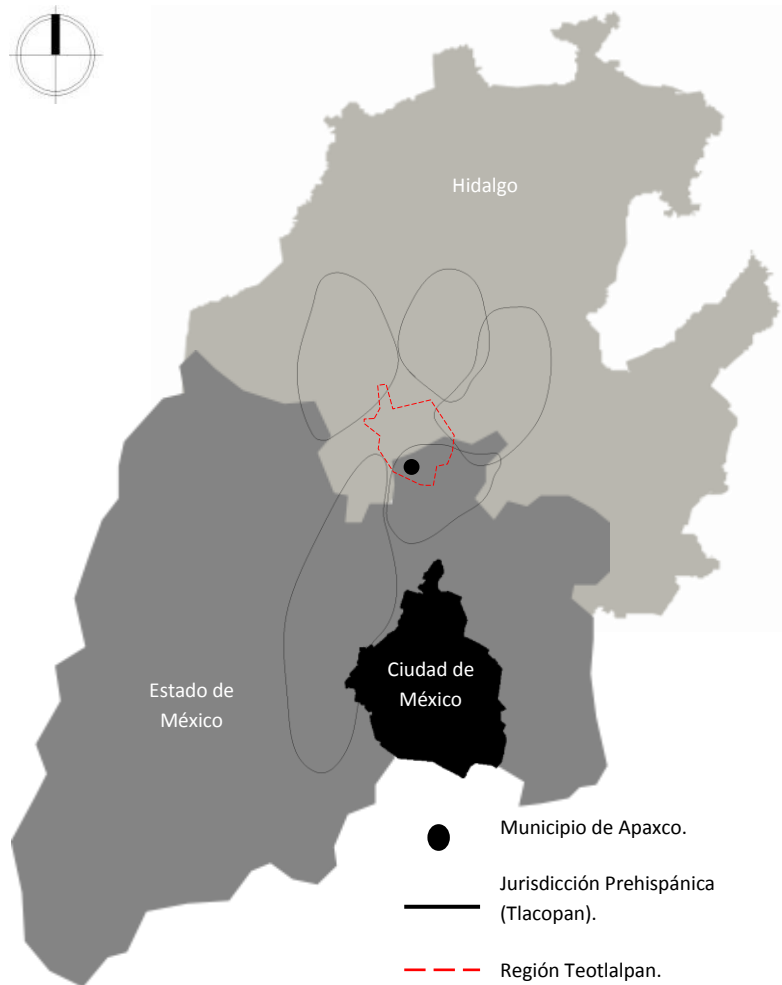 Hidalgo
Ciudad de
México
Estado de
México
Municipio de Apaxco.
Jurisdicción Prehispánica
(Tlacopan).
Región Teotlalpan.